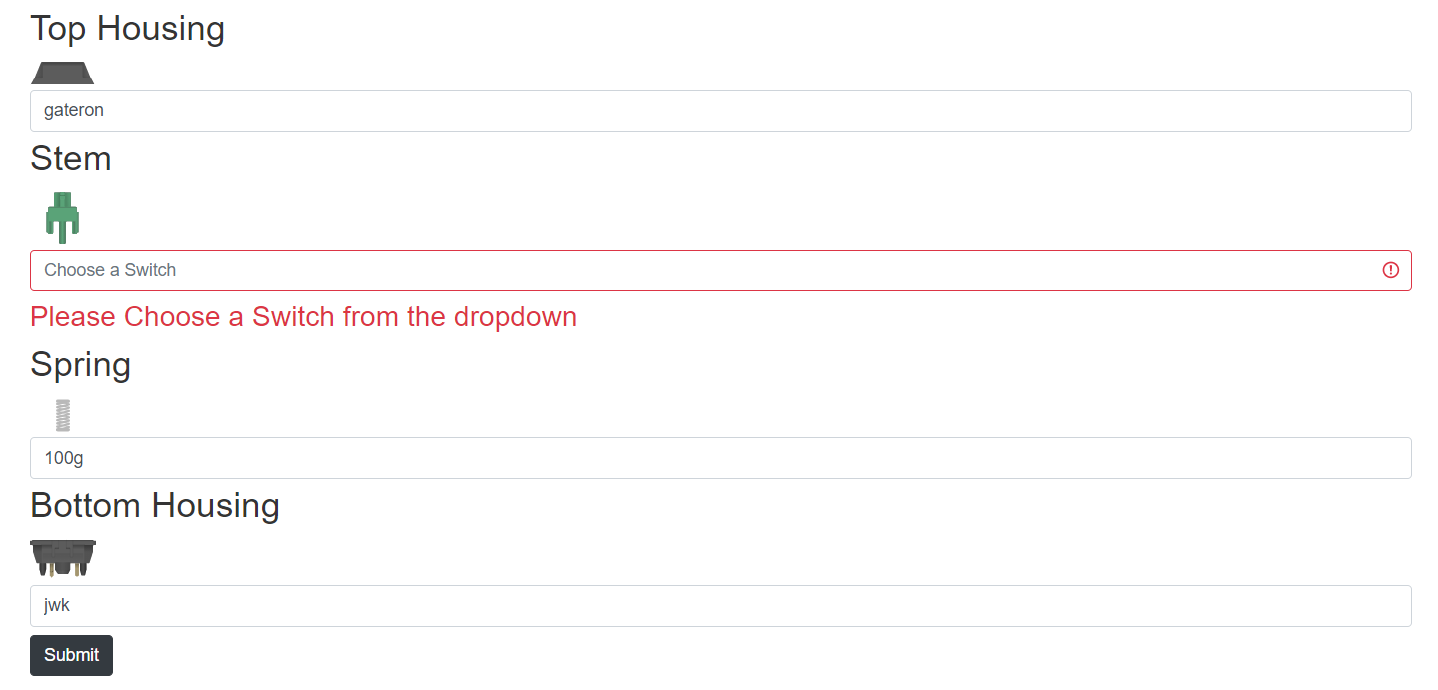 Top Housing
gateron
Stem
Choose a Switch
Please Choose a Switch from the dropdown
Spring
100g
Bottom Housing
jwk
Submit